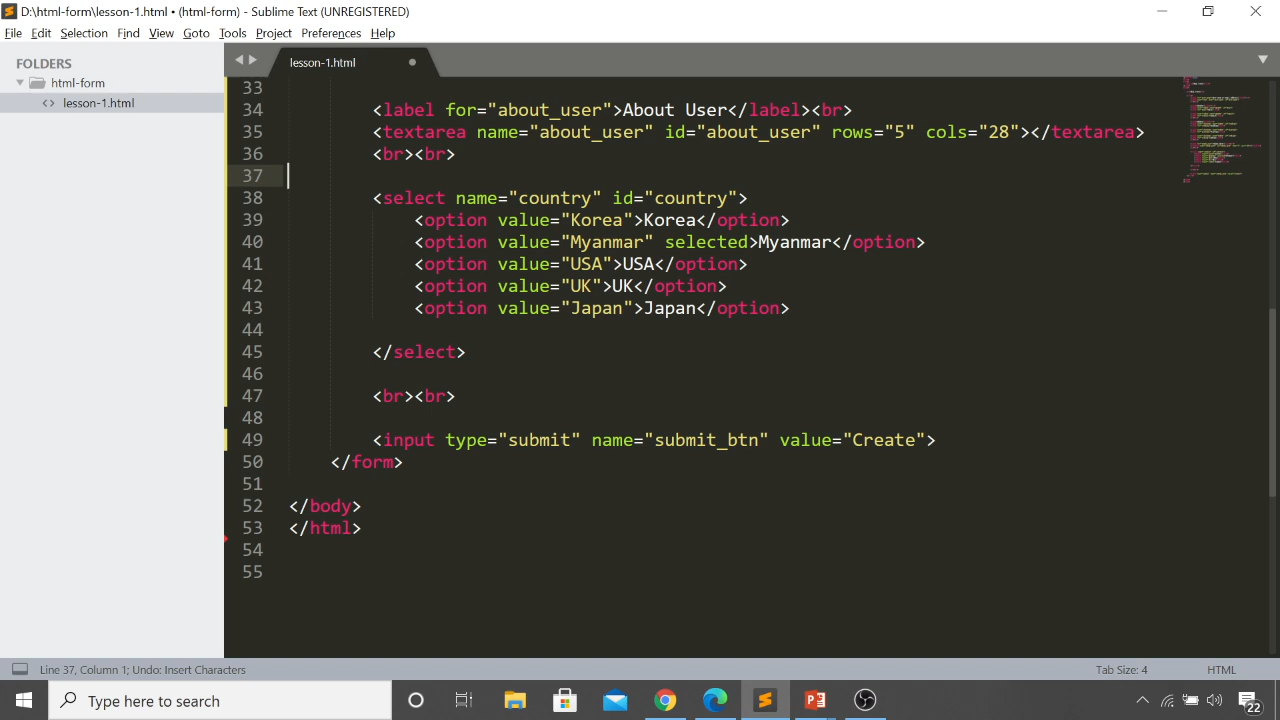 D:\html-form\lesson-1.html • (html-form) - Sublime Text (UNREGISTERED)
File Edit Selection Find View Goto Tools Project Preferences Help
FOLDERS
html-form
<> lesson-1.html
lesson-1.html
33
34 <label for="about_user">About User</label><br>
35 <textarea name="about_user" id="about_user" rows="5" cols="28"></textarea>
36 <br><br>
37
38 <select name="country" id="country">
39 <option value="Korea">Korea</option>
40 <option value="Myanmar" selected>Myanmar</option>
41 <option value="USA">USA</option>
42 <option value="UK">UK</option>
43 <option value="Japan">Japan</option>
44
45 </select>
46
47 <br><br>
48
49 <input type="submit" name="submit_btn" value="Create">
50 </form>
51
52 </body>
53 </html>
54
55
Line 37, Column 1; Undo: Insert Characters Tab Size: 4 HTML
Type here to search 22